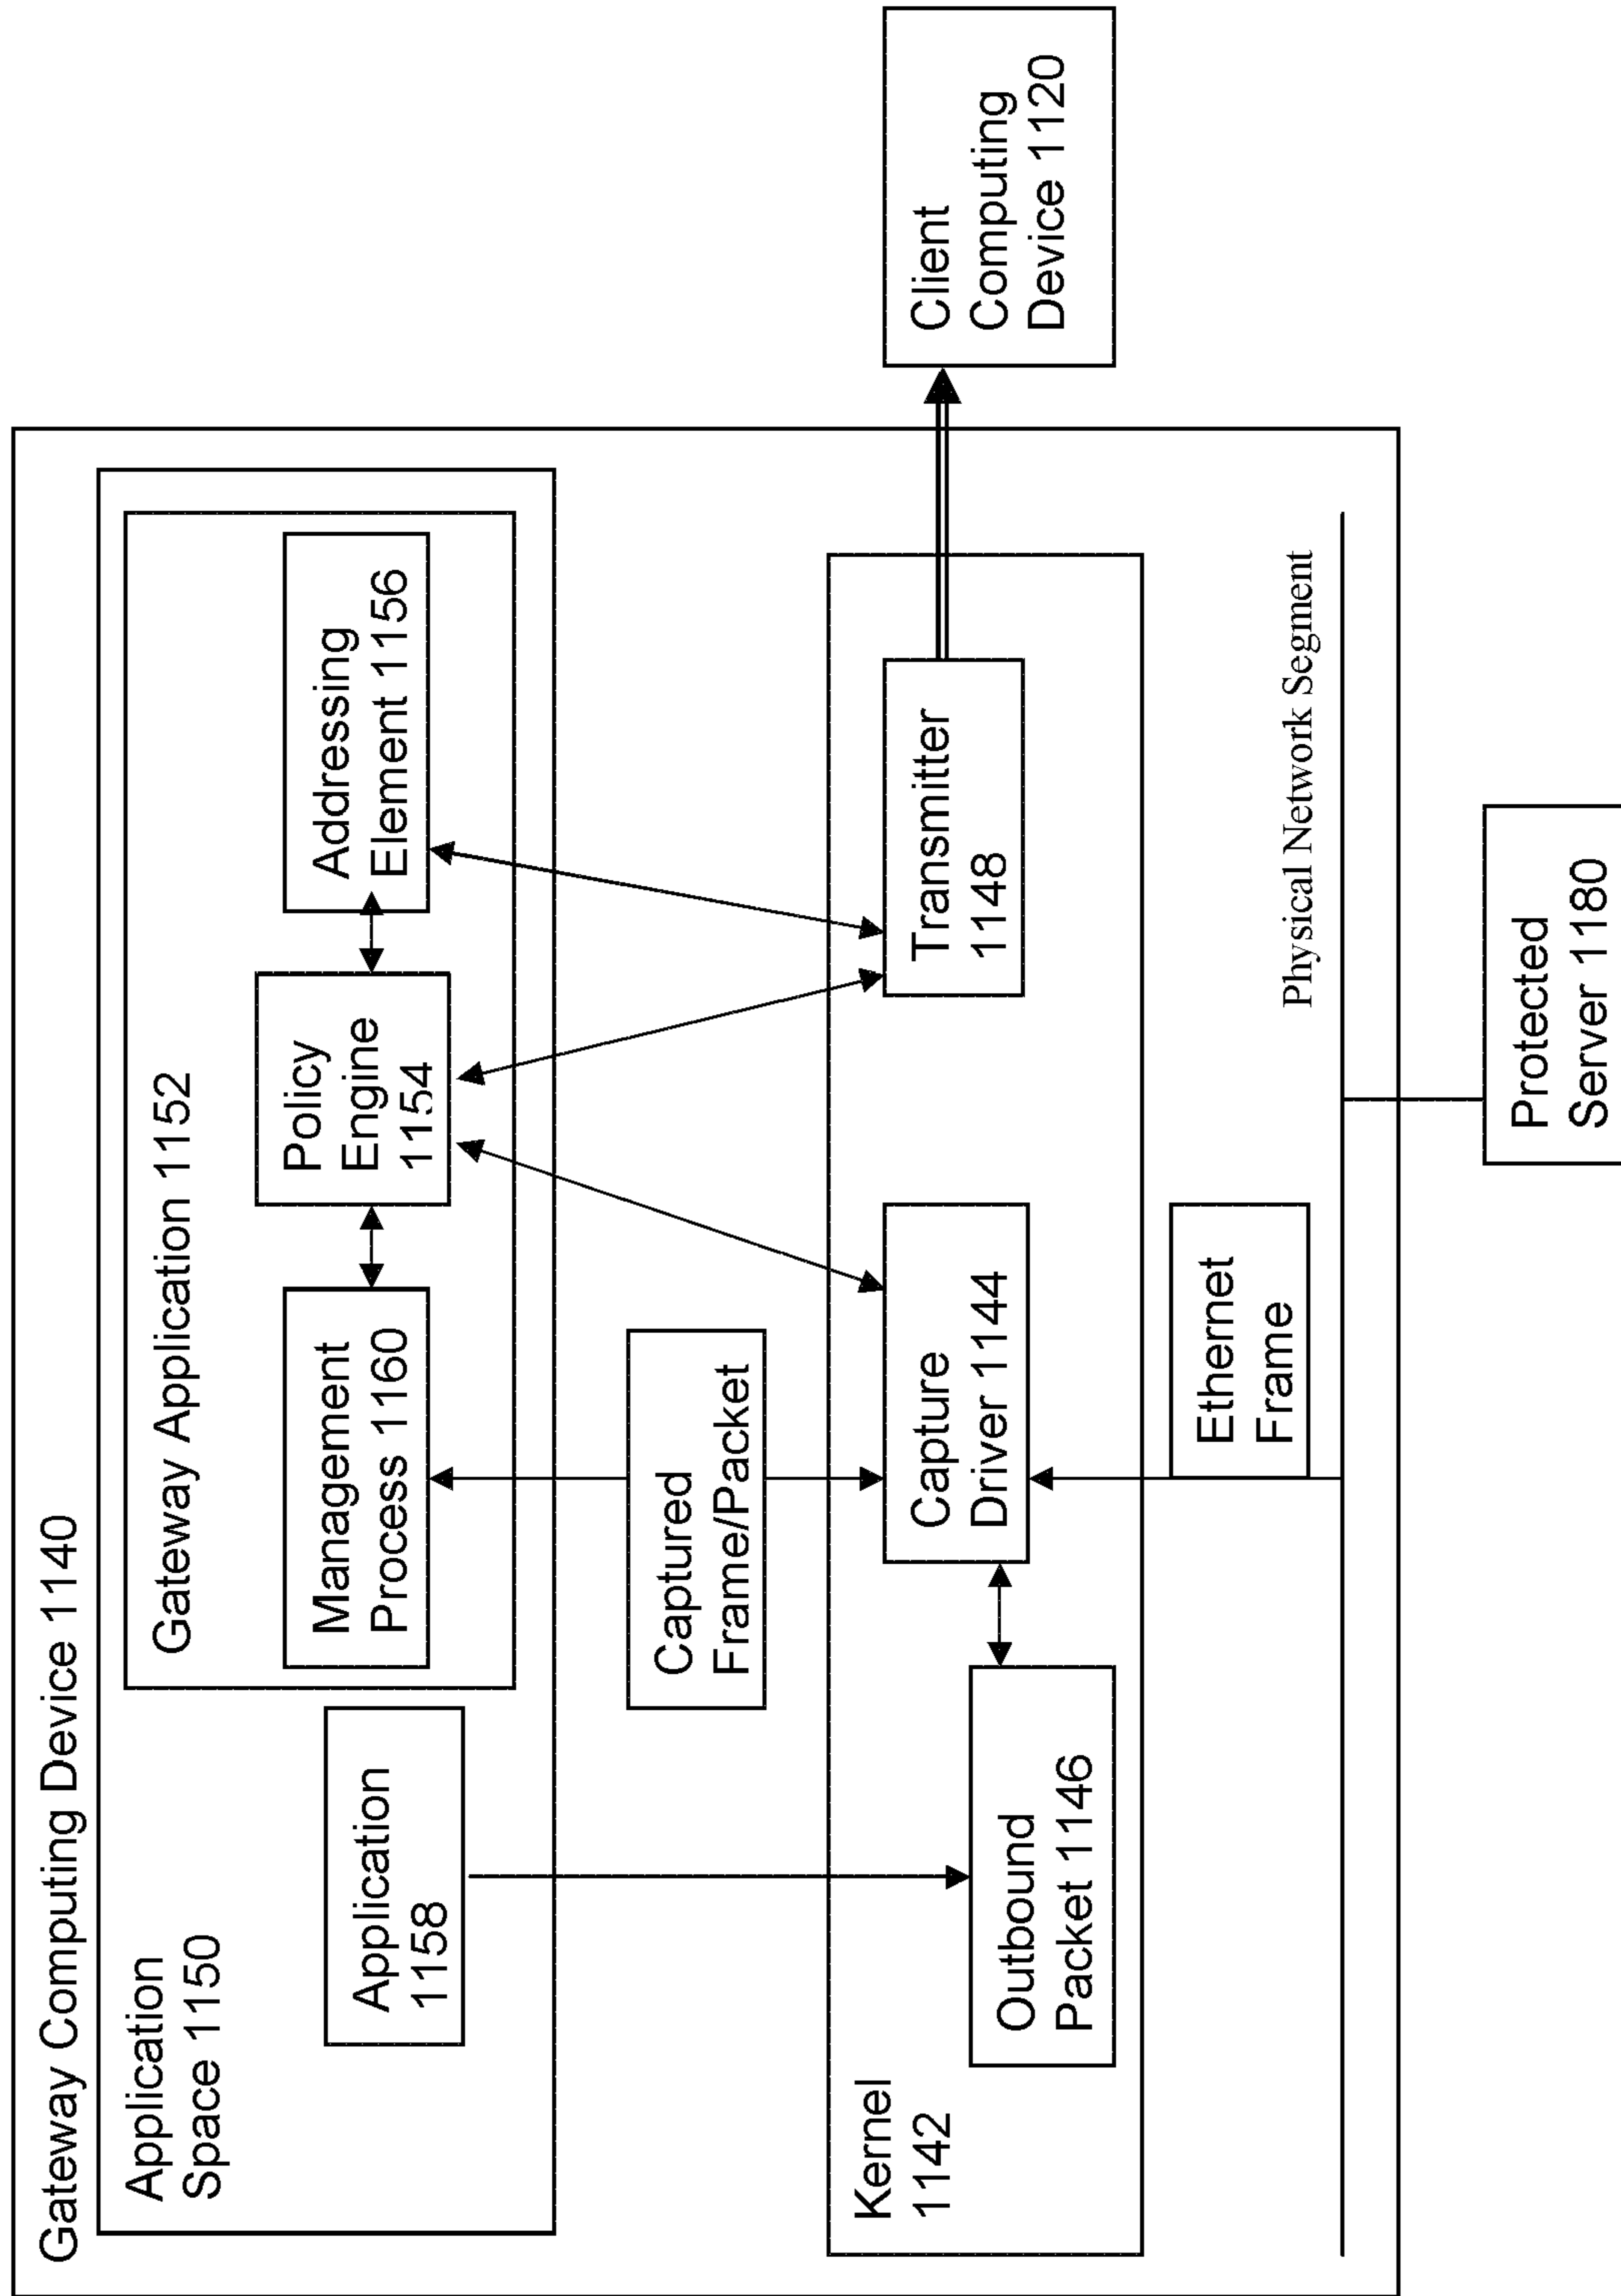 Gateway Computing Device 1140
Application
Space 1150
Gateway Application 1152
Application
1158
Management
Process 1160
Policy
Engine
1154
Addressing
Element 1156
Captured
Frame/Packet
Kernel
1142
Outbound
Packet 1146
Capture
Driver 1144
Transmitter
1148
Client
Computing
Device 1120
Ethernet
Frame
Physical Network Segment
Protected
Server 1180